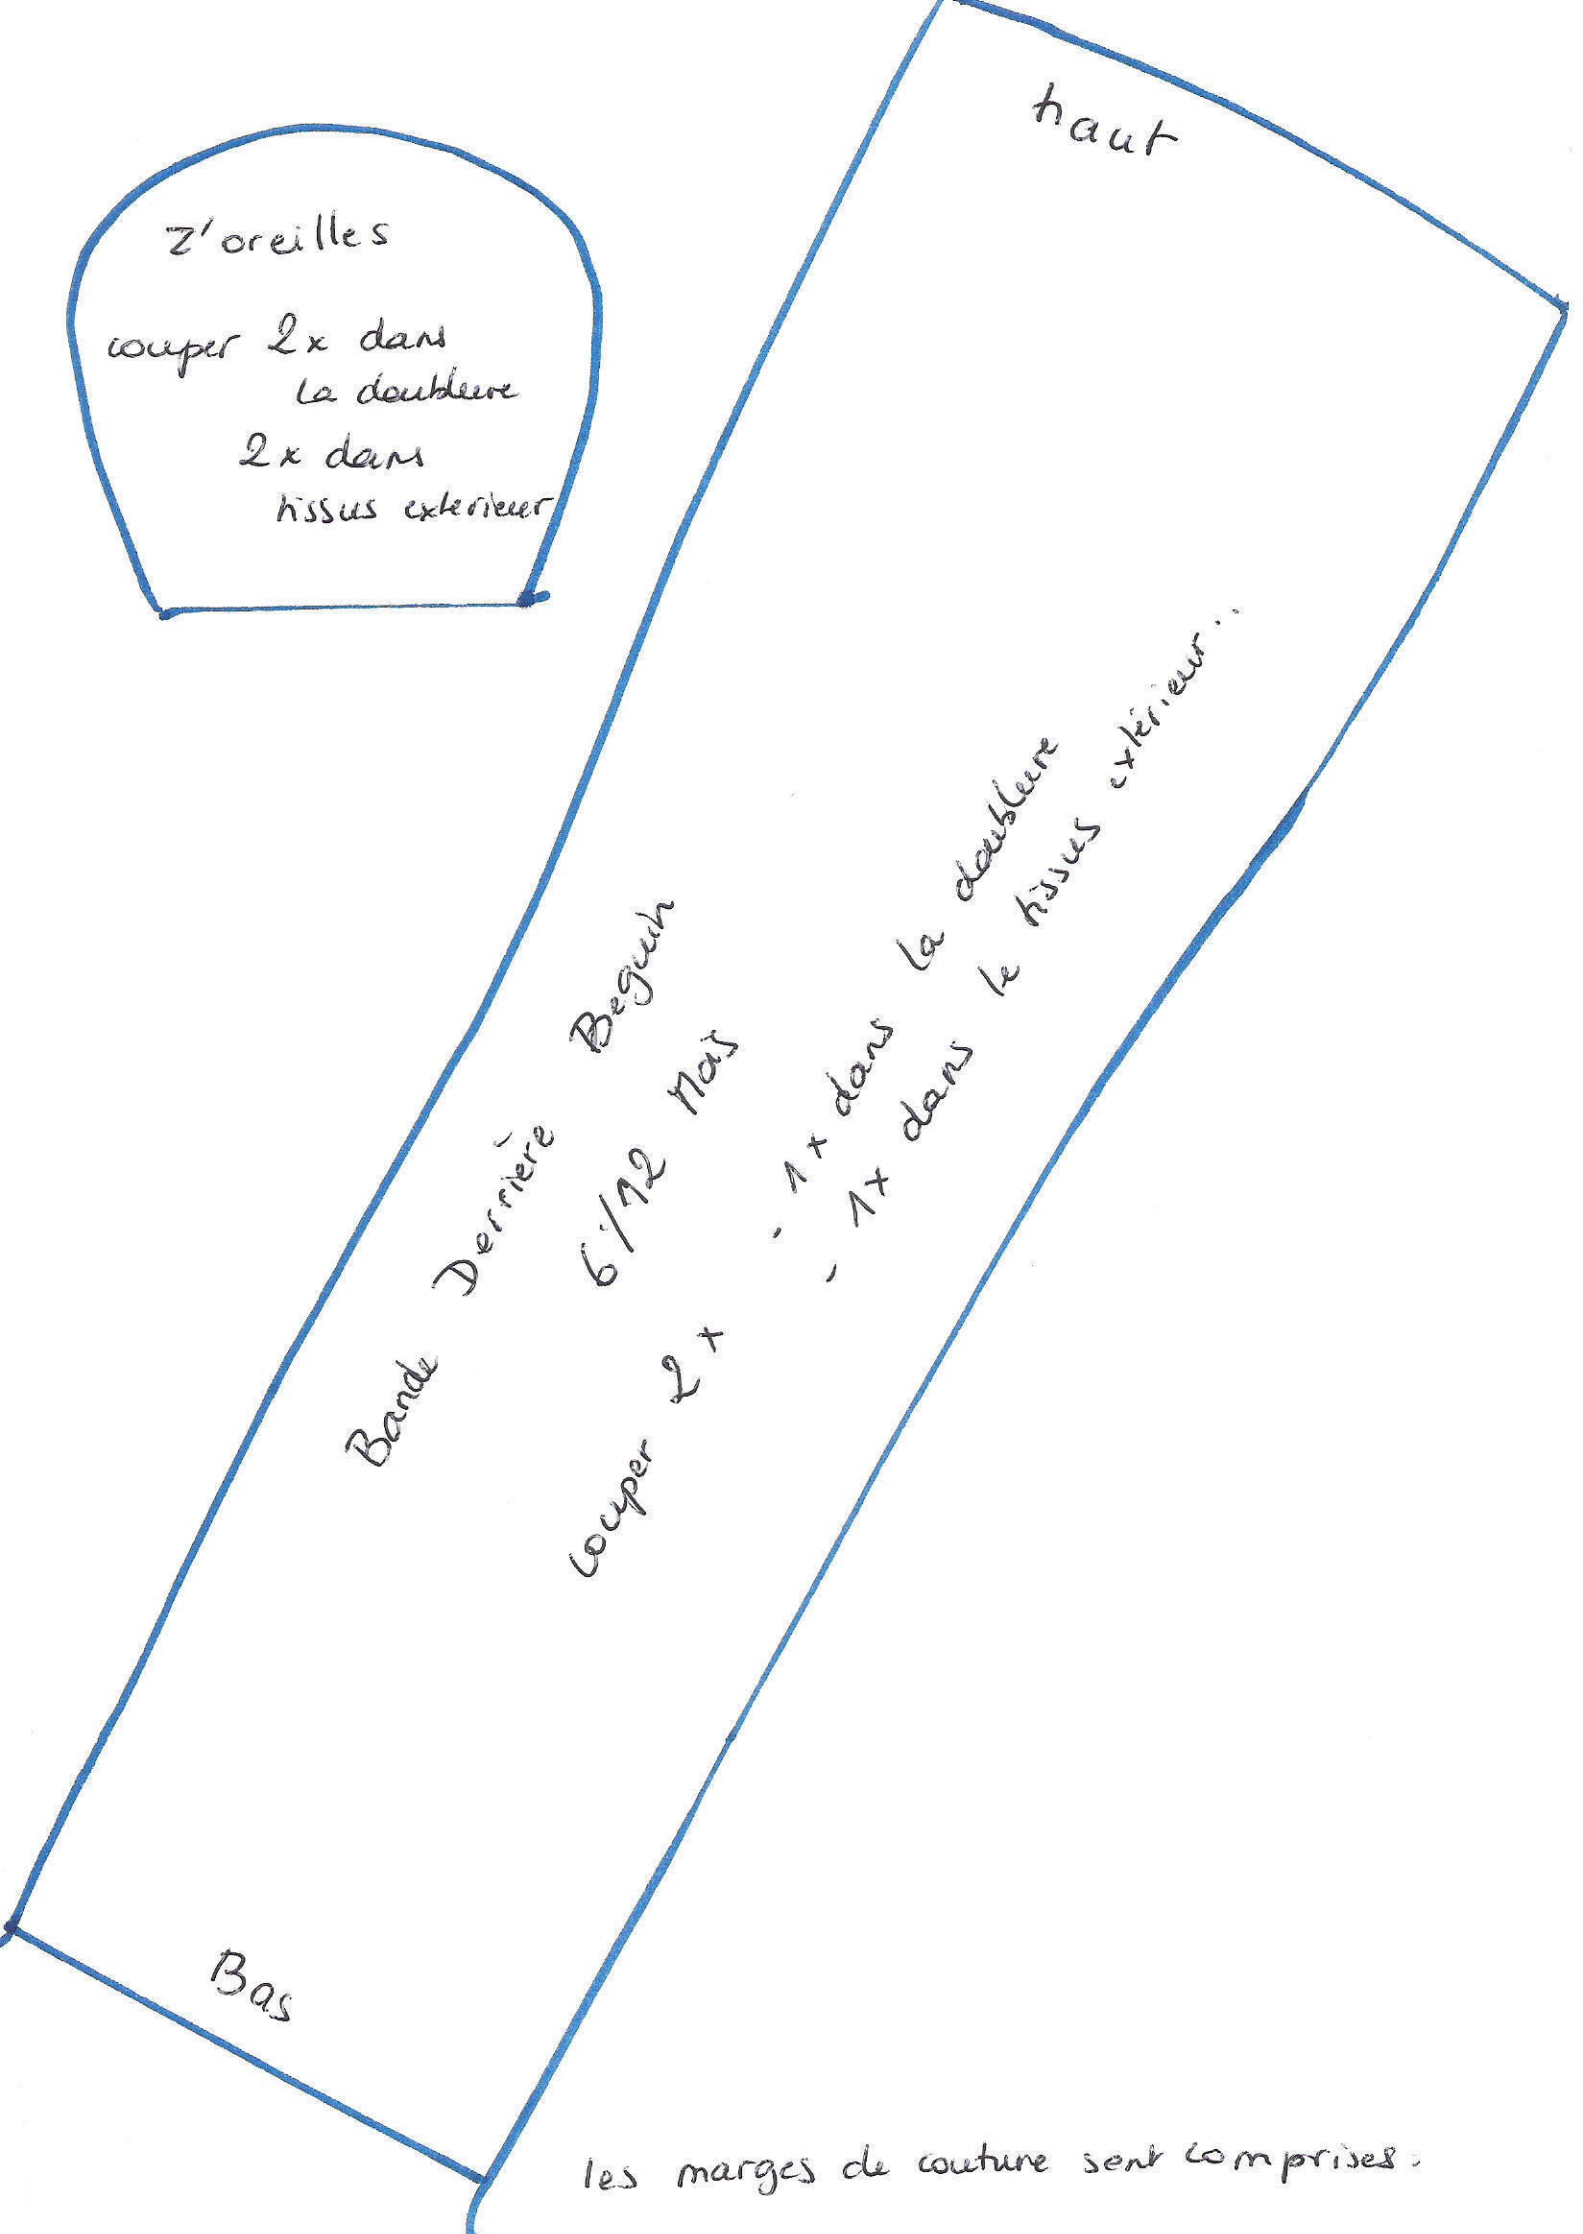 haut
z'oreilles
couper 2x dans
la doublure
2x dans
tissus exterieur
Bande Derrière Beguin
6/12 Mois
couper 2x - 1x dans la doublure
- 1x dans le tissus extérieur..
Bas
les marges de couture sont comprises.